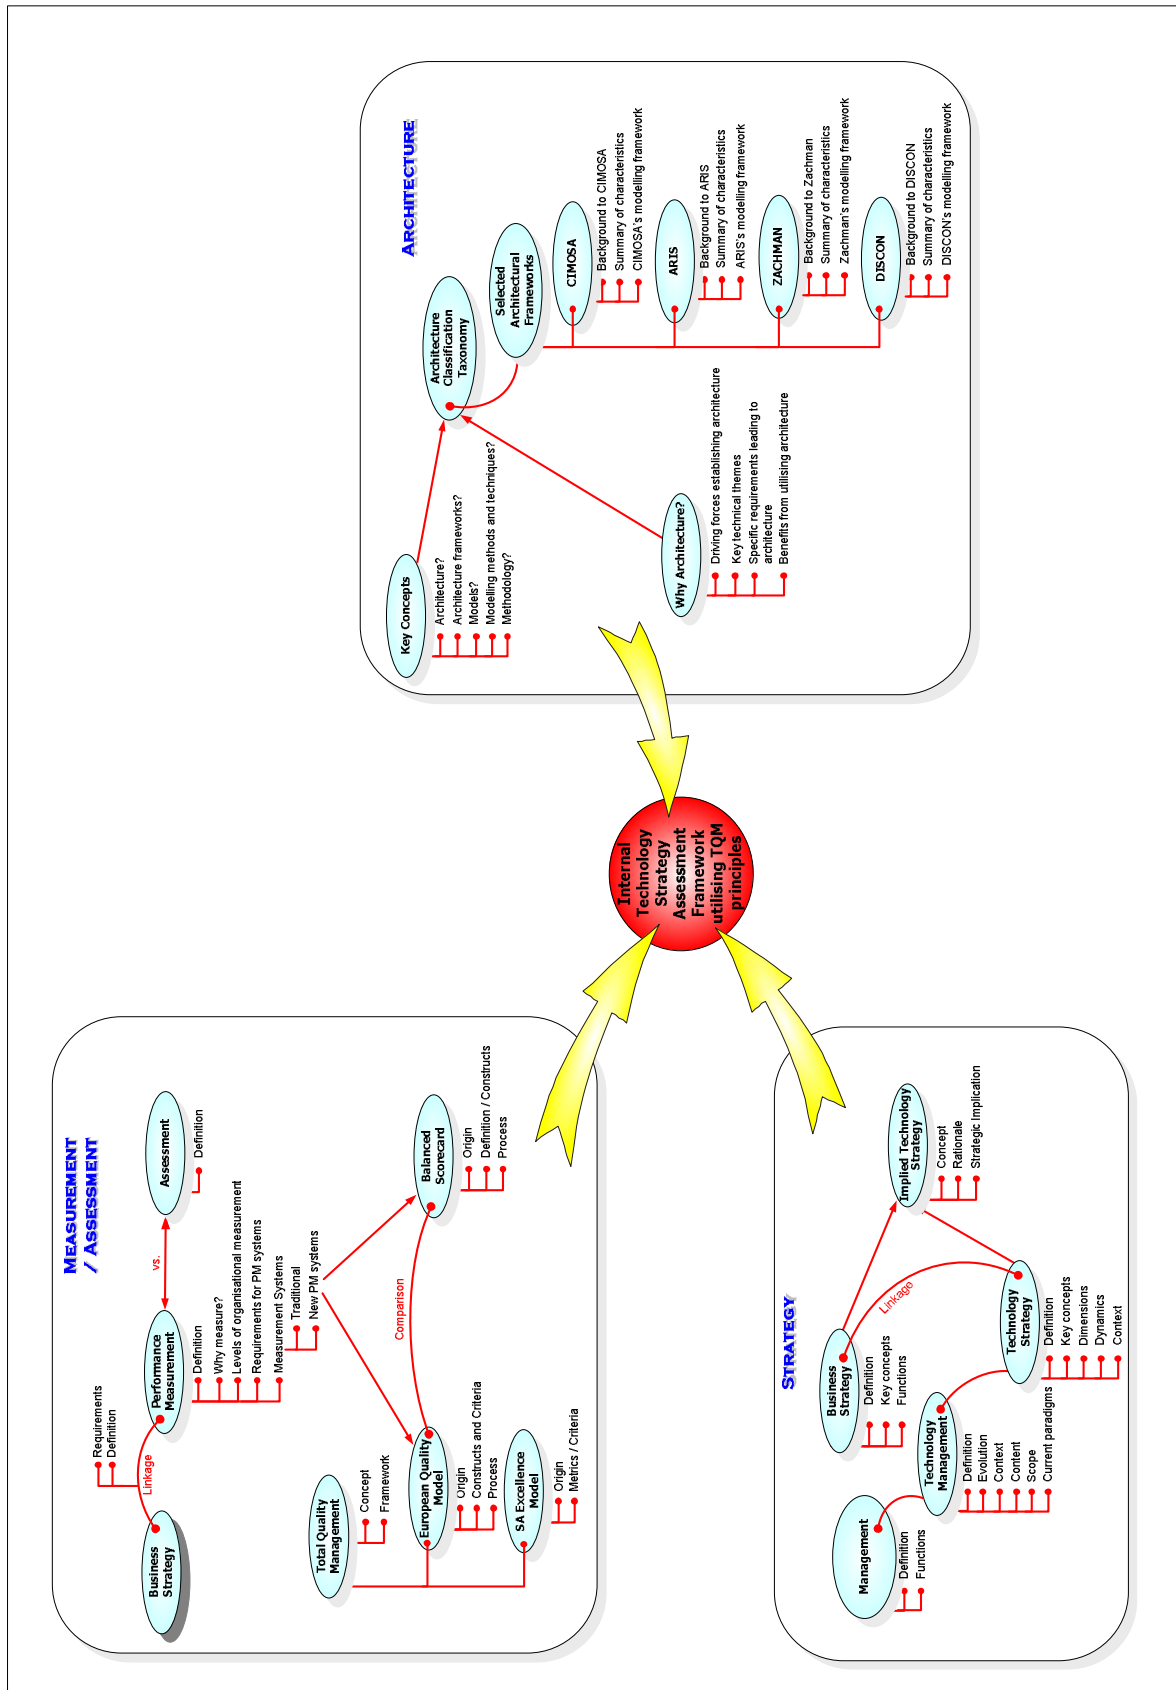 MEASUREMENT
/ ASSESSMENT
Business
Strategy
Linkage
Requirements
Definition
Performance
Measurement
vs.
Assessment
Definition
Definition
Why measure?
Levels of organisational measurement
Requirements for PM systems
Measurement Systems
Traditional
New PM systems
Total Quality
Management
Concept
Framework
European Quality
Model
Origin
Constructs and Criteria
Process
SA Excellence
Model
Origin
Metrics / Criteria
Comparison
Balanced
Scorecard
Origin
Definition / Constructs
Process
ARCHITECTURE
Key Concepts
Architecture?
Architecture frameworks?
Models?
Modelling methods and techniques?
Methodology?
Architecture
Classification
Taxonomy
Selected
Architectural
Frameworks
CIMOSA
Background to CIMOSA
Summary of characteristics
CIMOSA's modelling framework
ARIS
Background to ARIS
Summary of characteristics
ARIS's modelling framework
ZACHMAN
Background to Zachman
Summary of characteristics
Zachman's modelling framework
DISCON
Background to DISCON
Summary of characteristics
DISCON's modelling framework
Why Architecture?
Driving forces establishing architecture
Key technical themes
Specific requirements leading to
architecture
Benefits from utilising architecture
Internal
Technology
Strategy
Assessment
Framework
utilising TQM
principles
STRATEGY
Management
Definition
Functions
Technology
Management
Definition
Evolution
Context
Content
Scope
Current paradigms
Business
Strategy
Definition
Key concepts
Functions
Linkage
Technology
Strategy
Definition
Key concepts
Dimensions
Dynamics
Context
Implied Technology
Strategy
Concept
Rationale
Strategic Implication